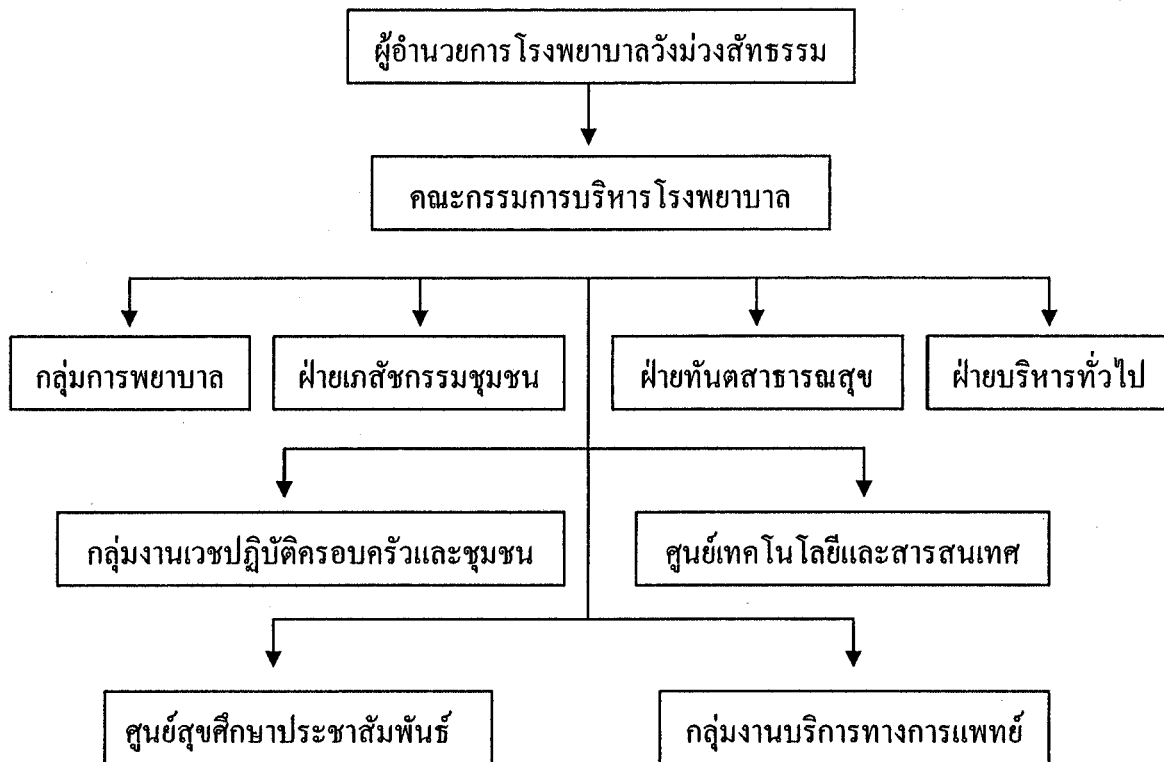 ผู้อำนวยการโรงพยาบาลวังม่วงสัทธรรม
คณะกรรมการบริหารโรงพยาบาล
กลุ่มการพยาบาล
ฝ่ายเภสัชกรรมชุมชน
ฝ่ายทันตสาธารณสุข
ฝ่ายบริหารทั่วไป
กลุ่มงานเวชปฏิบัติครอบครัวและชุมชน
ศูนย์เทคโนโลยีและสารสนเทศ
ศูนย์สุขศึกษาประชาสัมพันธ์
กลุ่มงานบริการทางการแพทย์